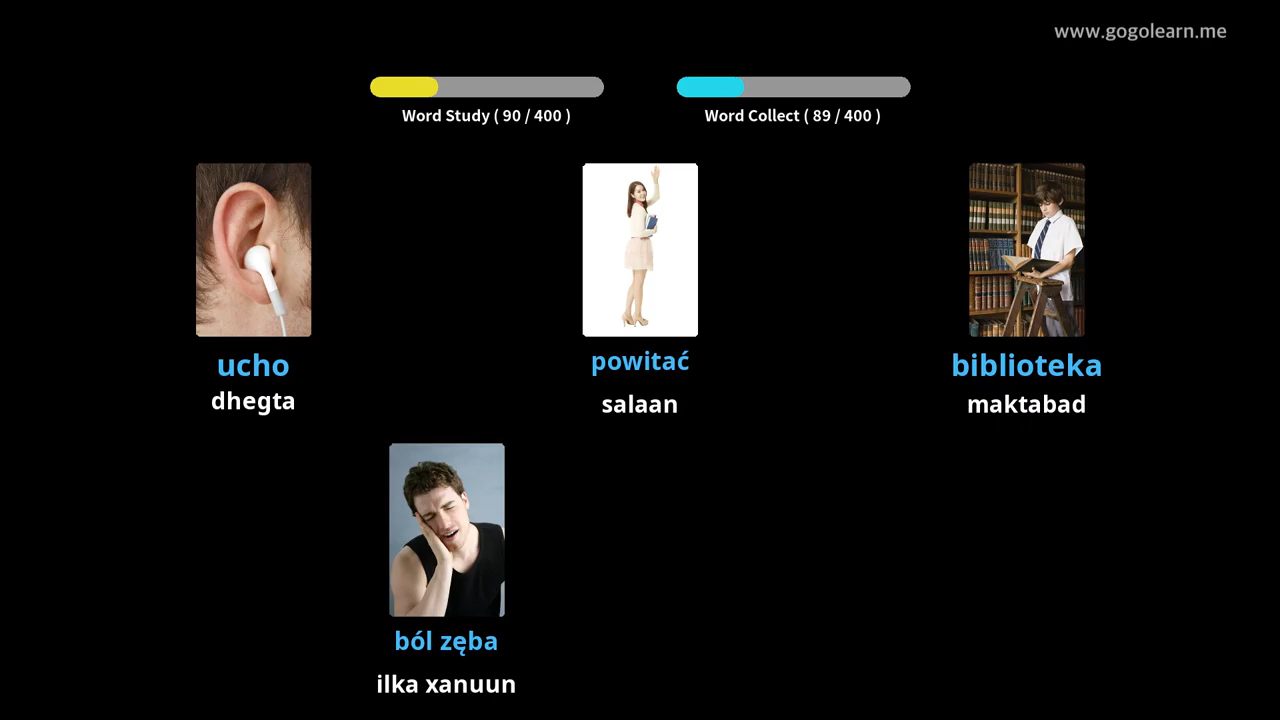 www.gogolearn.me
Word Study ( 90 / 400 )
Word Collect ( 89 / 400 )
ucho
dhegta
powitać
salaan
biblioteka
maktabad
ból zęba
ilka xanuun